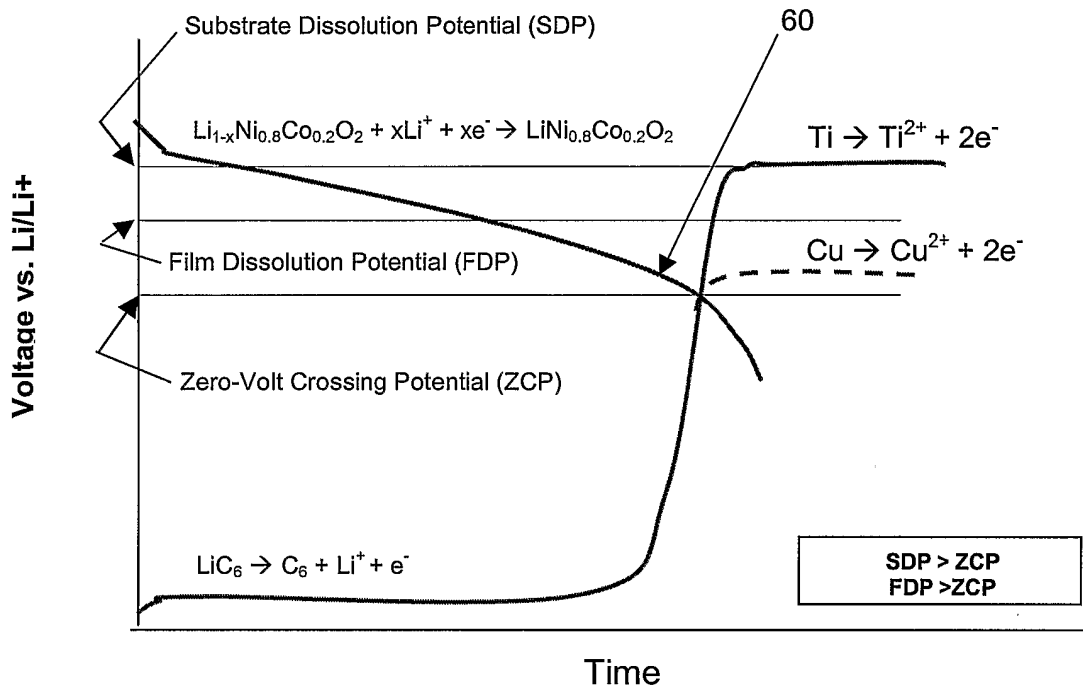 Substrate Dissolution Potential (SDP)
60
Li₁₋ₓNi₀.₈Co₀.₂O₂ + xLi⁺ + xe⁻ → LiNi₀.₈Co₀.₂O₂
Ti → Ti²⁺ + 2e⁻
Voltage vs. Li/Li+
Film Dissolution Potential (FDP)
Cu → Cu²⁺ + 2e⁻
Zero-Volt Crossing Potential (ZCP)
LiC₆ → C₆ + Li⁺ + e⁻
SDP > ZCP
FDP >ZCP
Time